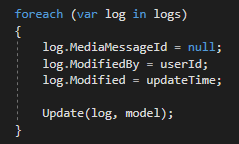 foreach (var log in logs)
{
    log.MediaMessageId = null;
    log.ModifiedBy = userId;
    log.Modified = updateTime;

    Update(log, model);
}